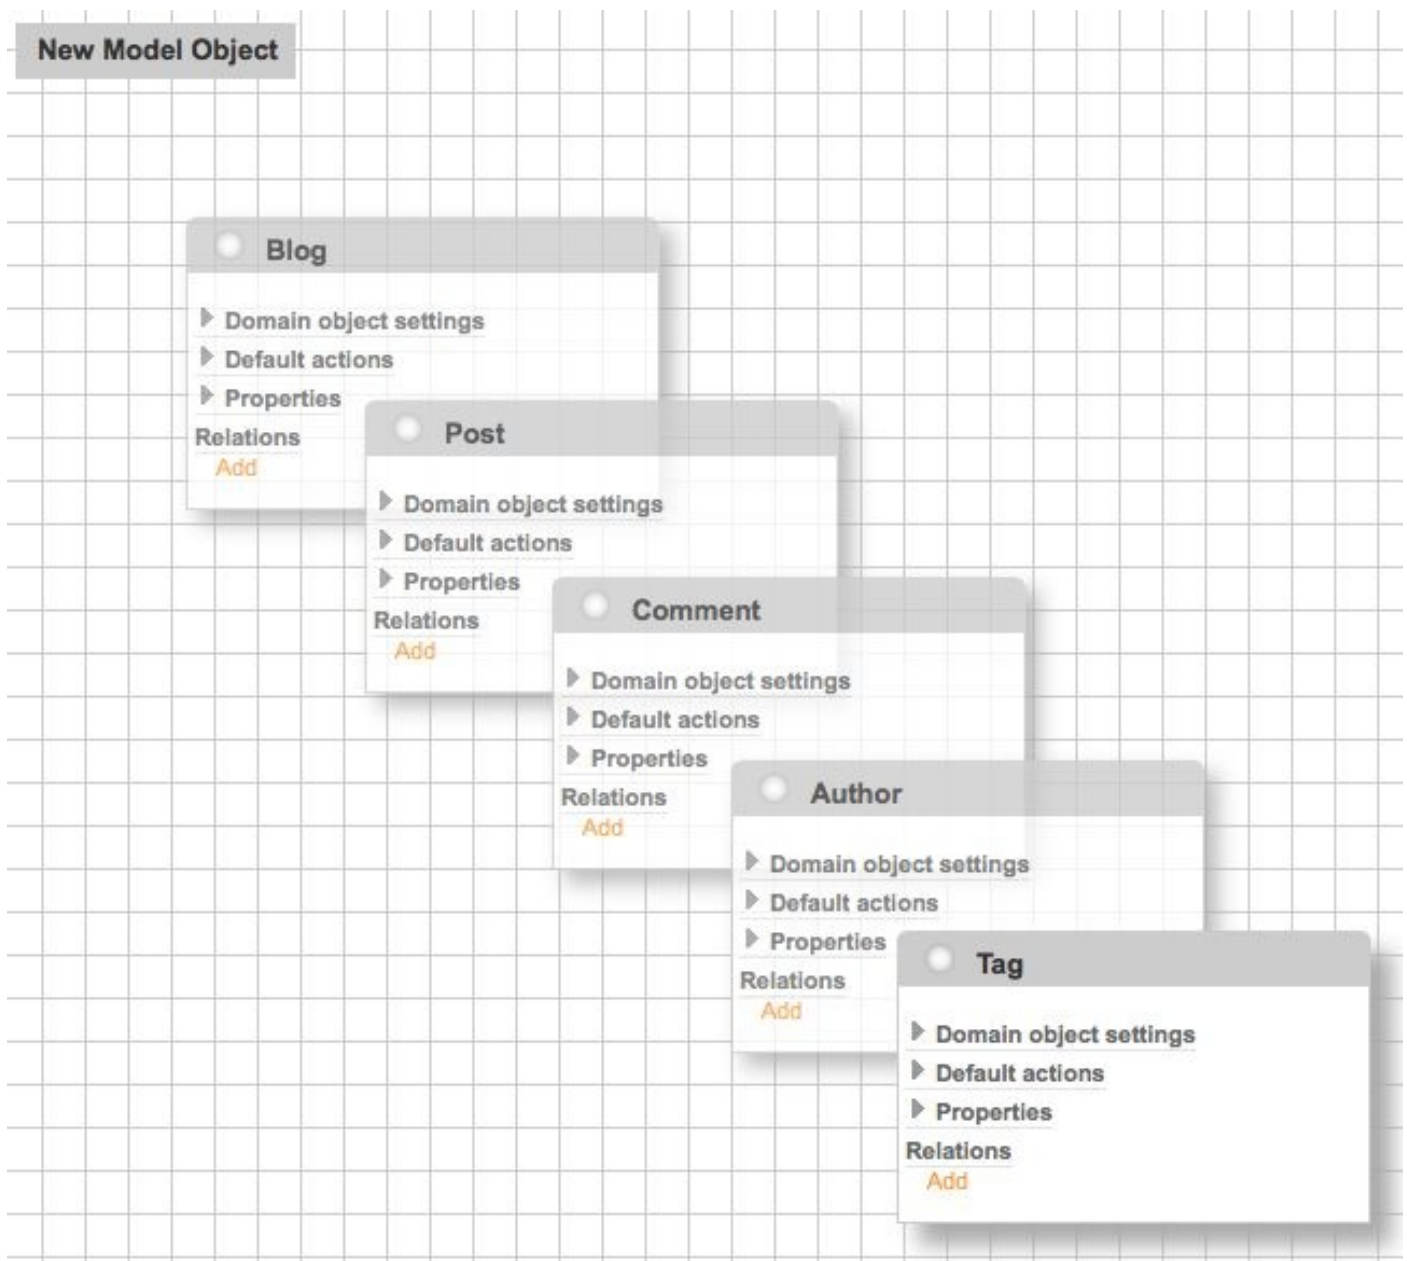 New Model Object
Blog
Domain object settings
Default actions
Properties
Relations
Add
Post
Domain object settings
Default actions
Properties
Relations
Add
Comment
Domain object settings
Default actions
Properties
Relations
Add
Author
Domain object settings
Default actions
Properties
Relations
Add
Tag
Domain object settings
Default actions
Properties
Relations
Add